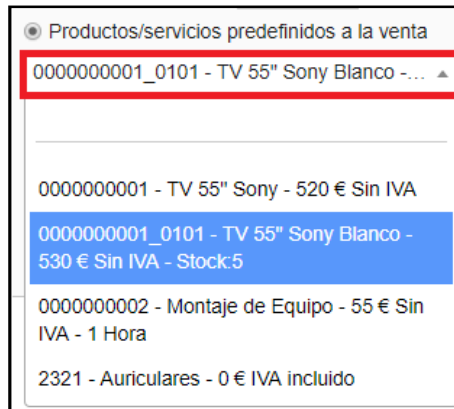 Productos/servicios predefinidos a la venta
0000000001_0101 - TV 55" Sony Blanco -...
0000000001 - TV 55" Sony - 520 € Sin IVA
0000000001_0101 - TV 55" Sony Blanco -
530 € Sin IVA - Stock:5
0000000002 - Montaje de Equipo - 55 € Sin
IVA - 1 Hora
2321 - Auriculares - 0 € IVA incluido